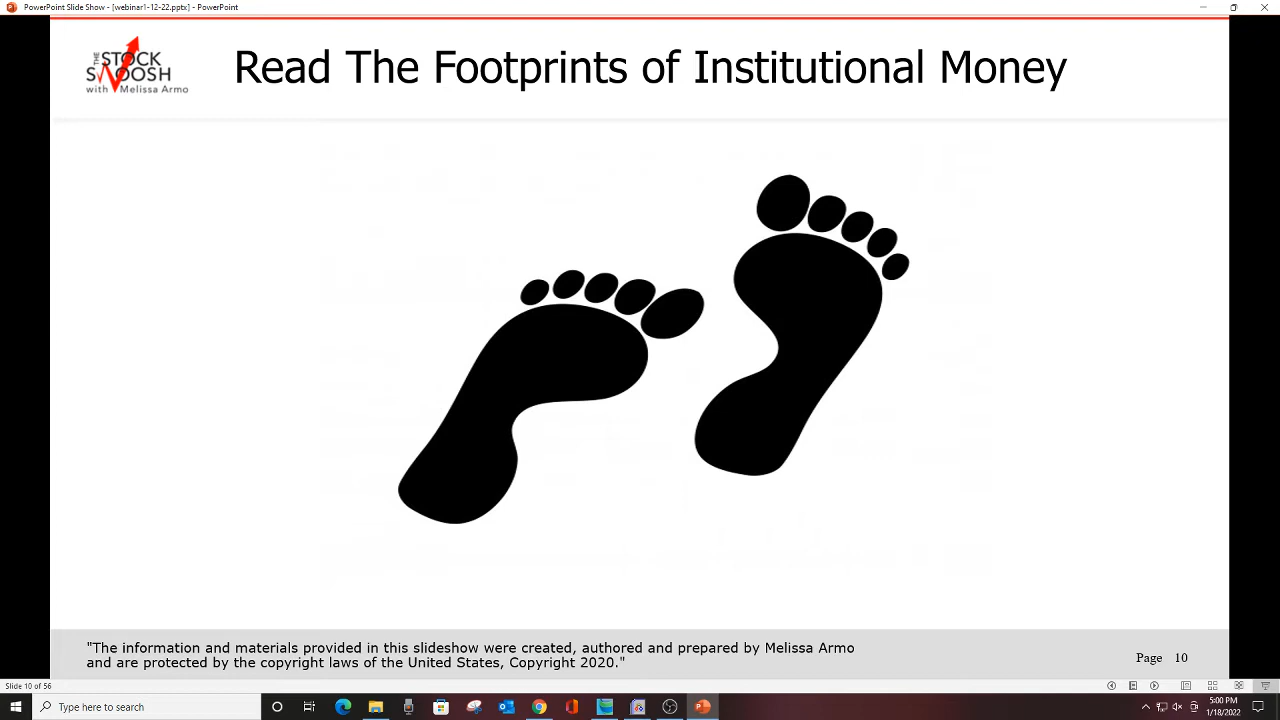 PowerPoint Slide Show - [webinar1-12-22.pptx] - PowerPoint
THE
STOCK
SWOOSH
with Melissa Armo
Read The Footprints of Institutional Money
"The information and materials provided in this slideshow were created, authored and prepared by Melissa Armo
and are protected by the copyright laws of the United States, Copyright 2020."
Page 10
Slide 10 of 56
Type here to search
5:00 PM
1/18/2022